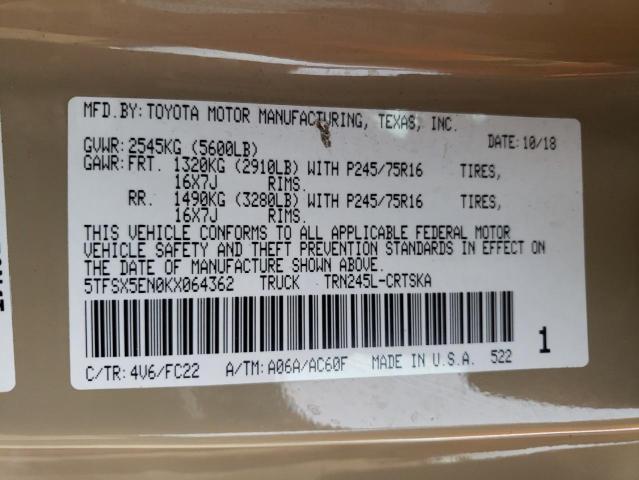 MFD.BY: TOYOTA MOTOR MANUFACTURING, TEXAS, INC.
GVWR: 2545KG (5600LB) DATE: 10/18
GAWR: FRT. 1320KG (2910LB) WITH P245/75R16 TIRES,
16X7J RIMS.
RR. 1490KG (3280LB) WITH P245/75R16 TIRES,
16X7J RIMS.
THIS VEHICLE CONFORMS TO ALL APPLICABLE FEDERAL MOTOR
VEHICLE SAFETY AND THEFT PREVENTION STANDARDS IN EFFECT ON
THE DATE OF MANUFACTURE SHOWN ABOVE.
5TFSX5EN0KX064362 TRUCK TRN245L-CRTSKA
1
C/TR: 4V6/FC22 A/TM: A06A/AC60F MADE IN U.S.A. 522